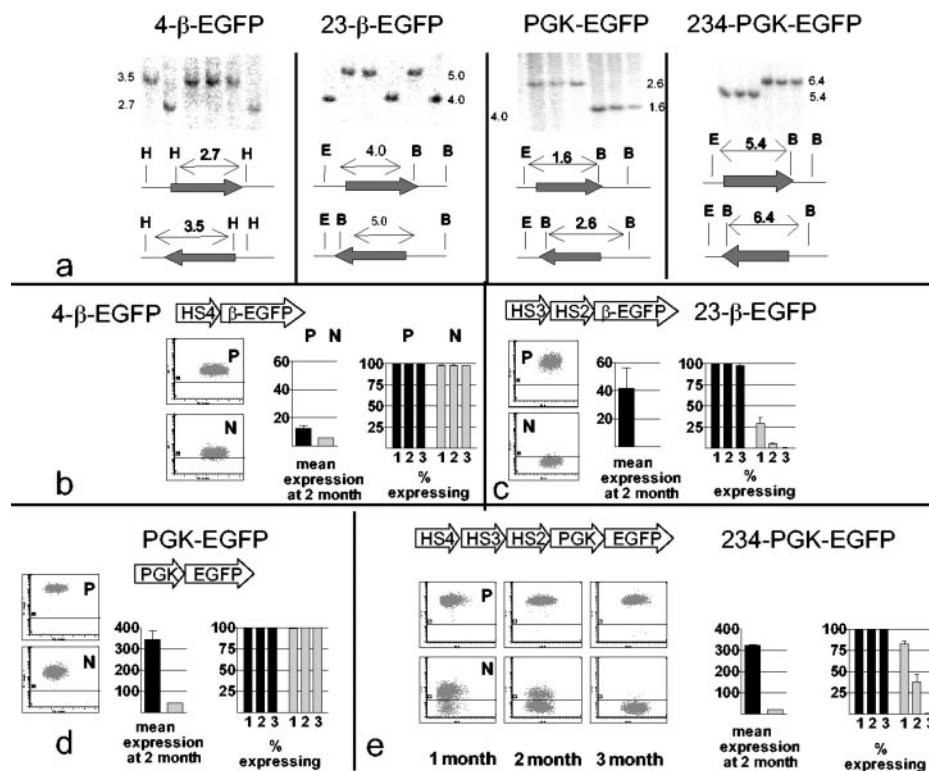 4-β-EGFP 23-β-EGFP PGK-EGFP 234-PGK-EGFP
3.5
2.7
5.0
4.0
4.0
2.6
1.6
6.4
5.4
H H 2.7 H
E 4.0 B B
E 1.6 B B
E 5.4 B B
H 3.5 H H
E B 5.0 B
E B 2.6 B
E B 6.4 B
a
4-β-EGFP HS4 β-EGFP
P N P N
P
N
60
40
20
100
75
50
25
1 2 3 1 2 3
mean
expression
at 2 month
%
expressing
b
HS3 HS2 β-EGFP 23-β-EGFP
P
N
60
40
20
100
75
50
25
1 2 3 1 2 3
mean
expression
at 2 month
%
expressing
c
PGK-EGFP
PGK EGFP
P
N
400
300
200
100
100
75
50
25
1 2 3 1 2 3
mean
expression
at 2 month
%
expressing
d
HS4 HS3 HS2 PGK EGFP 234-PGK-EGFP
P
N
1 month 2 month 3 month
400
300
200
100
100
75
50
25
1 2 3 1 2 3
mean
expression
at 2 month
%
expressing
e